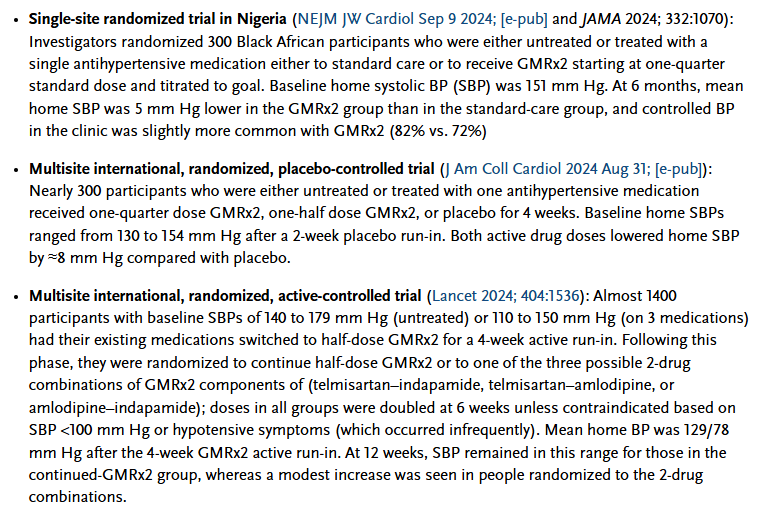 • Single-site randomized trial in Nigeria (NEJM JW Cardiol Sep 9 2024; [e-pub] and JAMA 2024; 332:1070):
Investigators randomized 300 Black African participants who were either untreated or treated with a
single antihypertensive medication either to standard care or to receive GMRx2 starting at one-quarter
standard dose and titrated to goal. Baseline home systolic BP (SBP) was 151 mm Hg. At 6 months, mean
home SBP was 5 mm Hg lower in the GMRx2 group than in the standard-care group, and controlled BP
in the clinic was slightly more common with GMRx2 (82% vs. 72%)
• Multisite international, randomized, placebo-controlled trial (J Am Coll Cardiol 2024 Aug 31; [e-pub]):
Nearly 300 participants who were either untreated or treated with one antihypertensive medication
received one-quarter dose GMRx2, one-half dose GMRx2, or placebo for 4 weeks. Baseline home SBPs
ranged from 130 to 154 mm Hg after a 2-week placebo run-in. Both active drug doses lowered home SBP
by ≈8 mm Hg compared with placebo.
• Multisite international, randomized, active-controlled trial (Lancet 2024; 404:1536): Almost 1400
participants with baseline SBPs of 140 to 179 mm Hg (untreated) or 110 to 150 mm Hg (on 3 medications)
had their existing medications switched to half-dose GMRx2 for a 4-week active run-in. Following this
phase, they were randomized to continue half-dose GMRx2 or to one of the three possible 2-drug
combinations of GMRx2 components of (telmisartan–indapamide, telmisartan–amlodipine, or
amlodipine–indapamide); doses in all groups were doubled at 6 weeks unless contraindicated based on
SBP <100 mm Hg or hypotensive symptoms (which occurred infrequently). Mean home BP was 129/78
mm Hg after the 4-week GMRx2 active run-in. At 12 weeks, SBP remained in this range for those in the
continued-GMRx2 group, whereas a modest increase was seen in people randomized to the 2-drug
combinations.